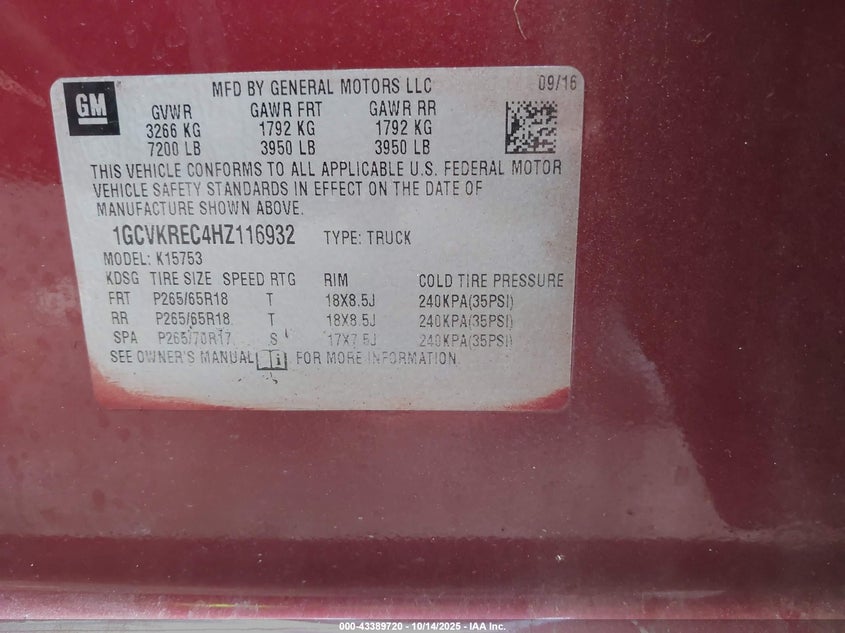 GM
MFD BY GENERAL MOTORS LLC 09/16
GVWR GAWR FRT GAWR RR
3266 KG 1792 KG 1792 KG
7200 LB 3950 LB 3950 LB
THIS VEHICLE CONFORMS TO ALL APPLICABLE U.S. FEDERAL MOTOR
VEHICLE SAFETY STANDARDS IN EFFECT ON THE DATE OF
MANUFACTURE SHOWN ABOVE.
1GCVKREC4HZ116932 TYPE: TRUCK
MODEL: K15753
KDSG TIRE SIZE SPEED RTG RIM COLD TIRE PRESSURE
FRT P265/65R18 T 18X8.5J 240KPA(35PSI)
RR P265/65R18 T 18X8.5J 240KPA(35PSI)
SPA P265/70R17 S 17X7.5J 240KPA(35PSI)
SEE OWNER'S MANUAL i FOR MORE INFORMATION.
000-43389720 - 10/14/2025 - IAA Inc.